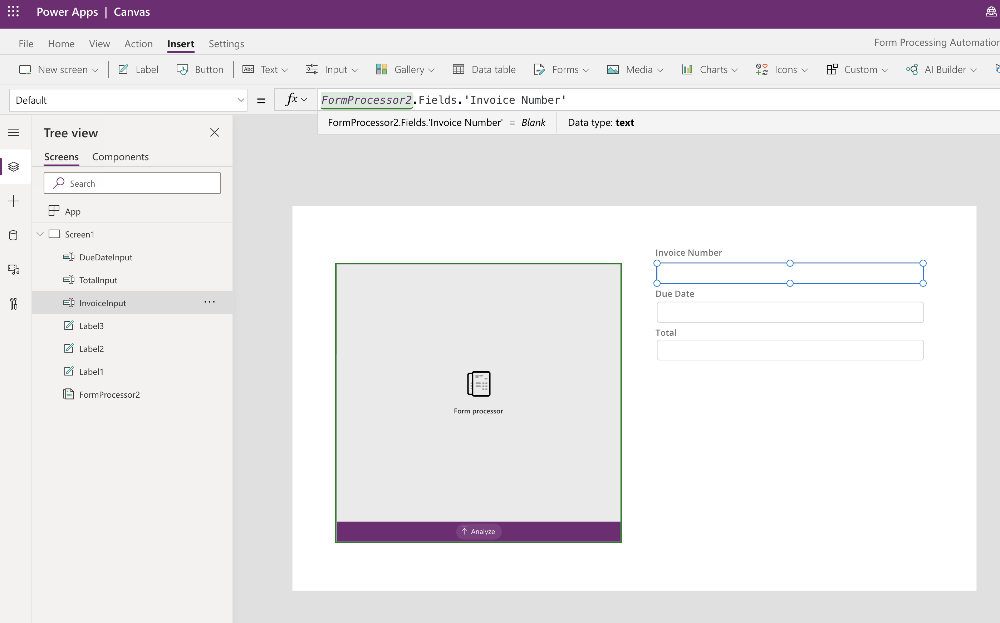 Power Apps | Canvas
File Home View Action Insert Settings Form Processing Automation
New screen Label Button Abc Text Input Gallery Data table Forms Media Charts Icons Custom AI Builder
Default = fx FormProcessor2.Fields.'Invoice Number'
FormProcessor2.Fields.'Invoice Number' = Blank Data type: text
Tree view
Screens Components
Search
App
Screen1
DueDateInput
TotalInput
InvoiceInput ...
Label3
Label2
Label1
FormProcessor2
Form processor
Analyze
Invoice Number
Due Date
Total